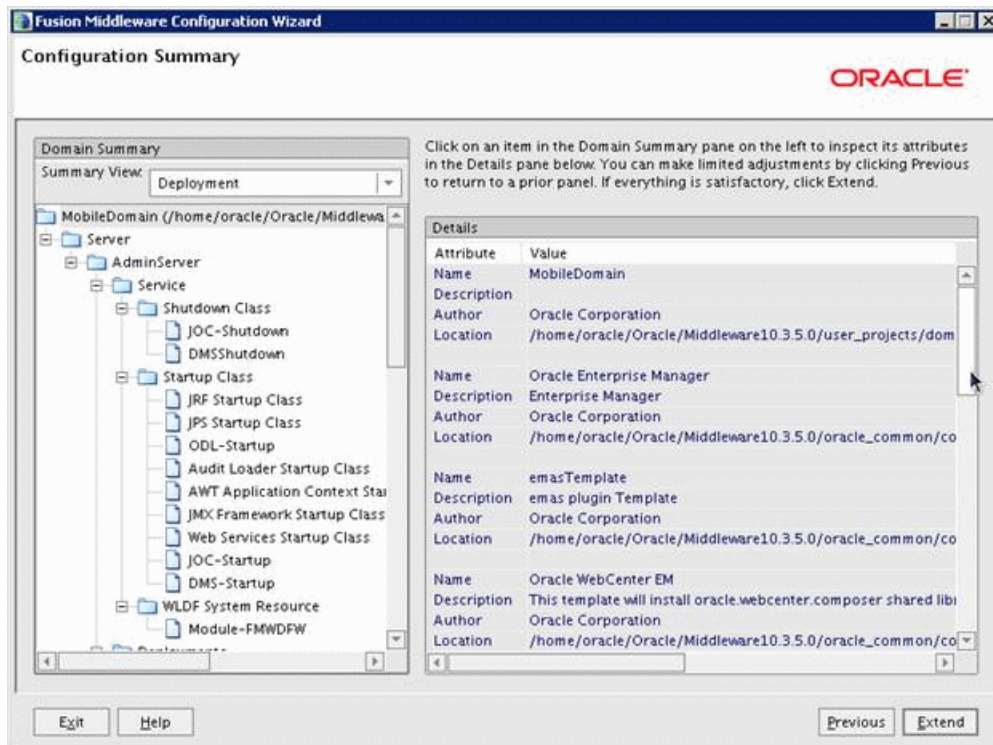 Fusion Middleware Configuration Wizard
Configuration Summary
ORACLE
Domain Summary
Summary View:
Deployment
MobileDomain (/home/oracle/Oracle/Middlewa
Server
AdminServer
Service
Shutdown Class
JOC-Shutdown
DMSShutdown
Startup Class
JRF Startup Class
JPS Startup Class
ODL-Startup
Audit Loader Startup Class
AWT Application Context Star
JMX Framework Startup Class
Web Services Startup Class
JOC-Startup
DMS-Startup
WLDF System Resource
Module-FMWDFW
Deployments
Click on an item in the Domain Summary pane on the left to inspect its attributes
in the Details pane below. You can make limited adjustments by clicking Previous
to return to a prior panel. If everything is satisfactory, click Extend.
Details
Attribute Value
Name MobileDomain
Description
Author Oracle Corporation
Location /home/oracle/Oracle/Middleware10.3.5.0/user_projects/dom
Name Oracle Enterprise Manager
Description Enterprise Manager
Author Oracle Corporation
Location /home/oracle/Oracle/Middleware10.3.5.0/oracle_common/co
Name emasTemplate
Description emas plugin Template
Author Oracle Corporation
Location /home/oracle/Oracle/Middleware10.3.5.0/oracle_common/co
Name Oracle WebCenter EM
Description This template will install oracle.webcenter.composer shared libr
Author Oracle Corporation
Location /home/oracle/Oracle/Middleware10.3.5.0/oracle_common/co
Exit Help Previous Extend